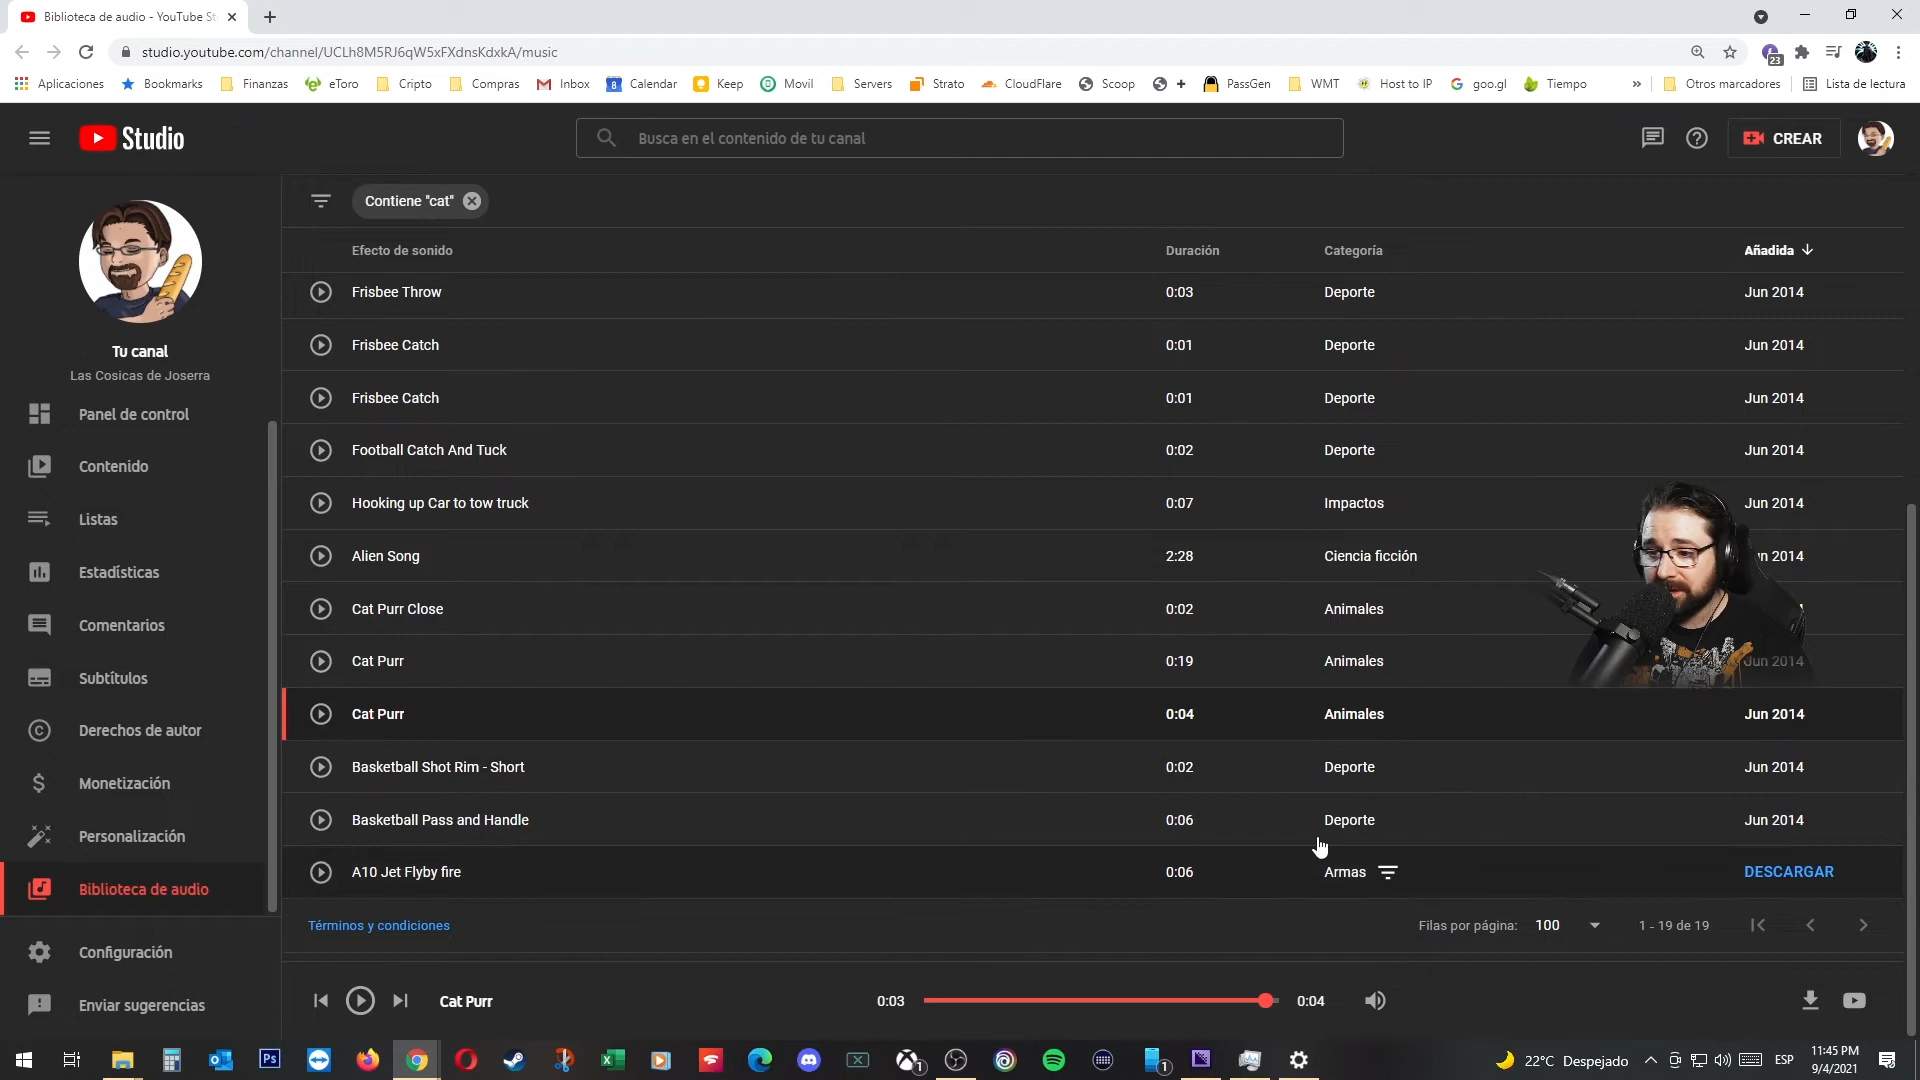 Biblioteca de audio - YouTube St
studio.youtube.com/channel/UCLh8M5RJ6qW5xFXdnsKdxkA/music
23
Aplicaciones Bookmarks Finanzas eToro Cripto Compras Inbox 8 Calendar Keep Movil Servers Strato CloudFlare Scoop PassGen WMT Host to IP goo.gl Tiempo » Otros marcadores Lista de lectura
Studio Busca en el contenido de tu canal CREAR
Contiene "cat"
Efecto de sonido Duración Categoría Añadida
Frisbee Throw 0:03 Deporte Jun 2014
Frisbee Catch 0:01 Deporte Jun 2014
Frisbee Catch 0:01 Deporte Jun 2014
Football Catch And Tuck 0:02 Deporte Jun 2014
Hooking up Car to tow truck 0:07 Impactos Jun 2014
Alien Song 2:28 Ciencia ficción 2014
Cat Purr Close 0:02 Animales
Cat Purr 0:19 Animales Jun 2014
Cat Purr 0:04 Animales Jun 2014
Basketball Shot Rim - Short 0:02 Deporte Jun 2014
Basketball Pass and Handle 0:06 Deporte Jun 2014
A10 Jet Flyby fire 0:06 Armas DESCARGAR
Términos y condiciones Filas por página: 100 1 - 19 de 19
Tu canal
Las Cosicas de Joserra
Panel de control
Contenido
Listas
Estadísticas
Comentarios
Subtítulos
Derechos de autor
Monetización
Personalización
Biblioteca de audio
Configuración
Enviar sugerencias
Cat Purr 0:03 0:04
Ps 1 1 22°C Despejado ESP
11:45 PM
9/4/2021